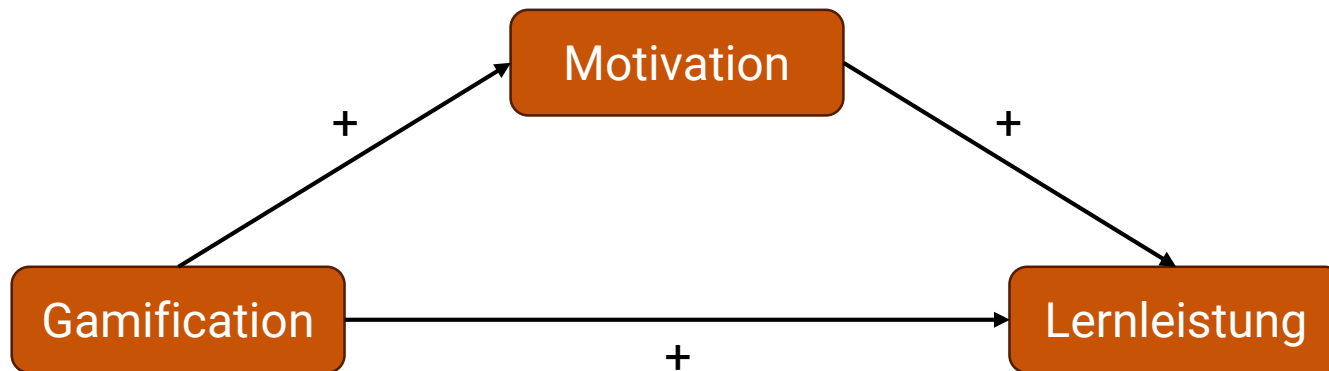 Motivation
+
+
Gamification
Lernleistung
+